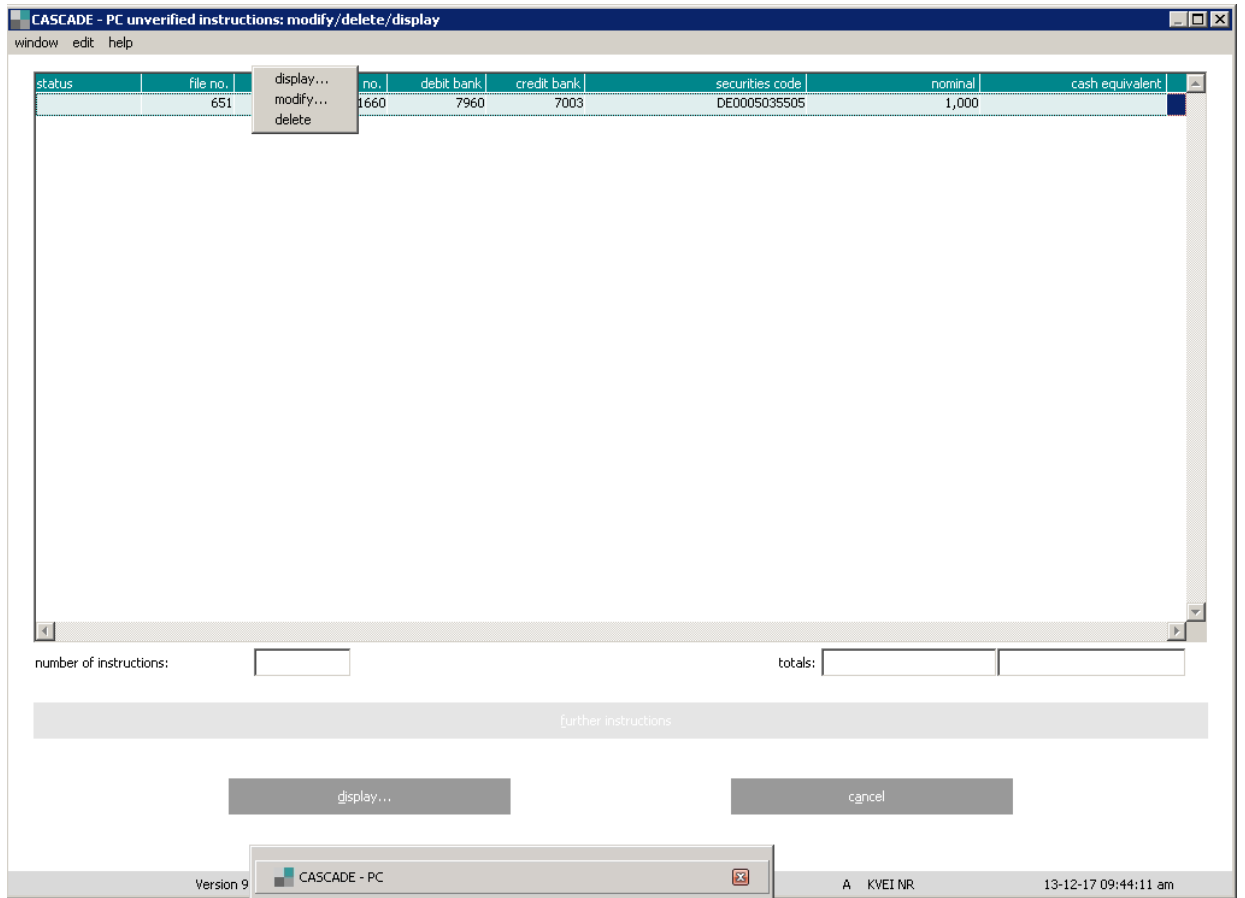 CASCADE - PC unverified instructions: modify/delete/display
window edit help
status file no. no. debit bank credit bank securities code nominal cash equivalent
651 1660 7960 7003 DE0005035505 1,000
display...
modify...
delete
number of instructions: totals:
further instructions
display... cancel
CASCADE - PC
Version 9 A KVEI NR 13-12-17 09:44:11 am